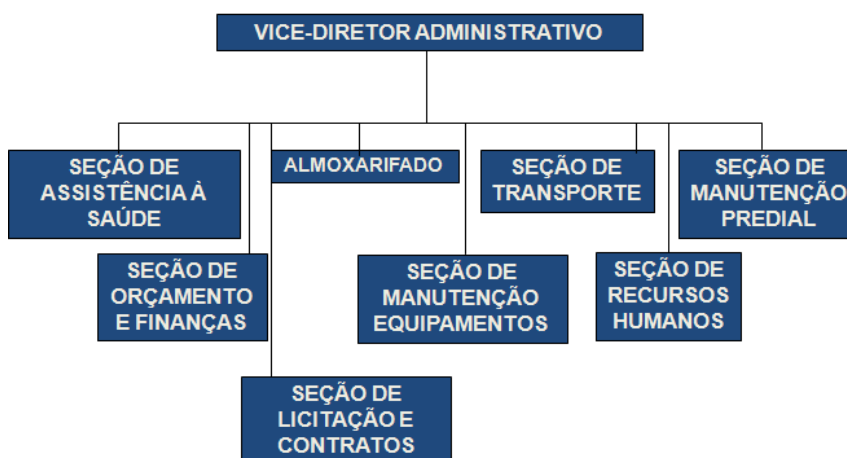 VICE-DIRETOR ADMINISTRATIVO
SEÇÃO DE
ASSISTÊNCIA À
SAÚDE
ALMOXARIFADO
SEÇÃO DE
TRANSPORTE
SEÇÃO DE
MANUTENÇÃO
PREDIAL
SEÇÃO DE
ORÇAMENTO
E FINANÇAS
SEÇÃO DE
MANUTENÇÃO
EQUIPAMENTOS
SEÇÃO DE
RECURSOS
HUMANOS
SEÇÃO DE
LICITAÇÃO E
CONTRATOS